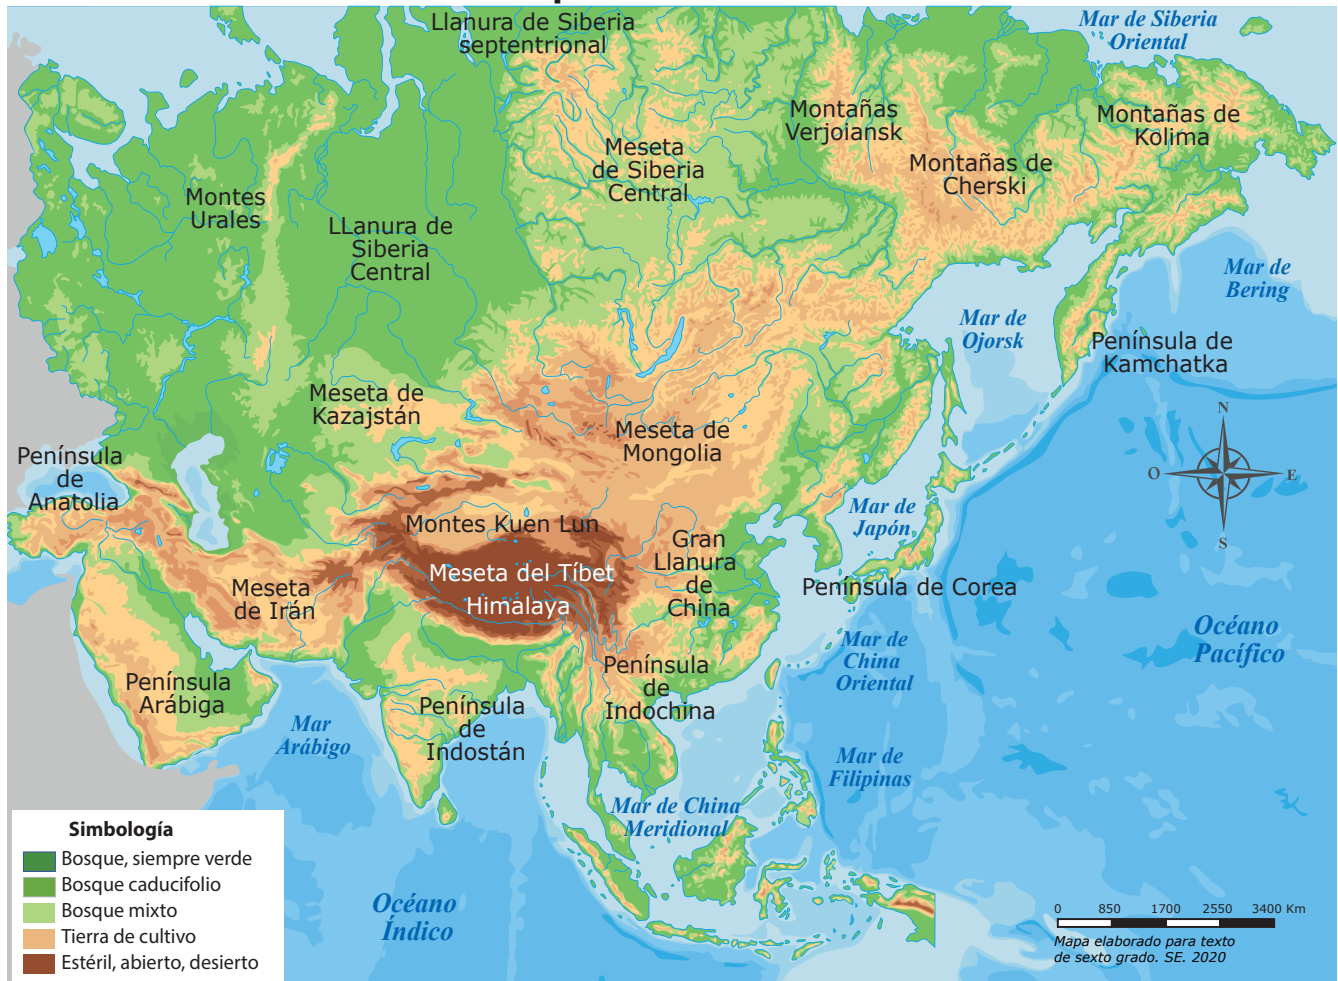 Llanura de Siberia
septentrional
Mar de Siberia
Oriental
Montañas
Verjoiansk
Montañas de
Kolima
Meseta
de Siberia
Central
Montañas de
Cherski
Montes
Urales
LLanura de
Siberia
Central
Mar de
Bering
Mar de
Ojorsk
Península de
Kamchatka
Meseta de
Kazajstán
Meseta de
Mongolia
N
O
E
S
Península
de
Anatolia
Mar de
Japón
Montes Kuen Lun
Gran
Llanura
de
China
Meseta del Tíbet
Himalaya
Meseta
de Irán
Península de Corea
Océano
Pacífico
Mar de
China
Oriental
Península
Arábiga
Península
de
Indochina
Península
de
Indostán
Mar
Arábigo
Mar de
Filipinas
Mar de China
Meridional
Océano
Índico
Simbología
Bosque, siempre verde
Bosque caducifolio
Bosque mixto
Tierra de cultivo
Estéril, abierto, desierto
0 850 1700 2550 3400 Km
Mapa elaborado para texto
de sexto grado. SE. 2020